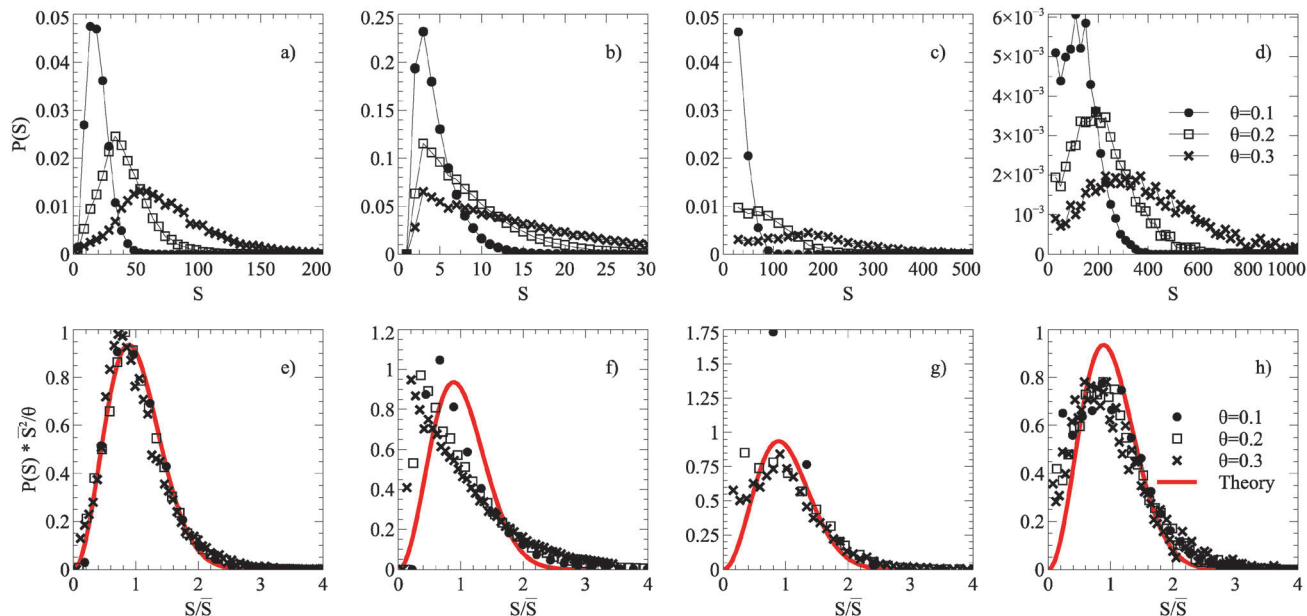 P(S)
0.05
0.04
0.03
0.02
0.01
0
a)
0 50 100 150 200
S
0.25
0.20
0.15
0.10
0.05
0
b)
0 5 10 15 20 25 30
S
0.05
0.04
0.03
0.02
0.01
0
c)
0 100 200 300 400 500
S
6×10⁻³
5×10⁻³
4×10⁻³
3×10⁻³
2×10⁻³
1×10⁻³
0
d)
θ=0.1
θ=0.2
θ=0.3
0 200 400 600 800 1000
S
P(S) * S̅²/θ
1
0.8
0.6
0.4
0.2
0
e)
0 1 2 3 4
S/S̅
1.2
1
0.8
0.6
0.4
0.2
0
f)
0 1 2 3 4
S/S̅
1.75
1.5
1.25
1
0.75
0.5
0.25
0
g)
0 1 2 3 4
S/S̅
1
0.8
0.6
0.4
0.2
0
h)
θ=0.1
θ=0.2
θ=0.3
Theory
0 1 2 3 4
S/S̅